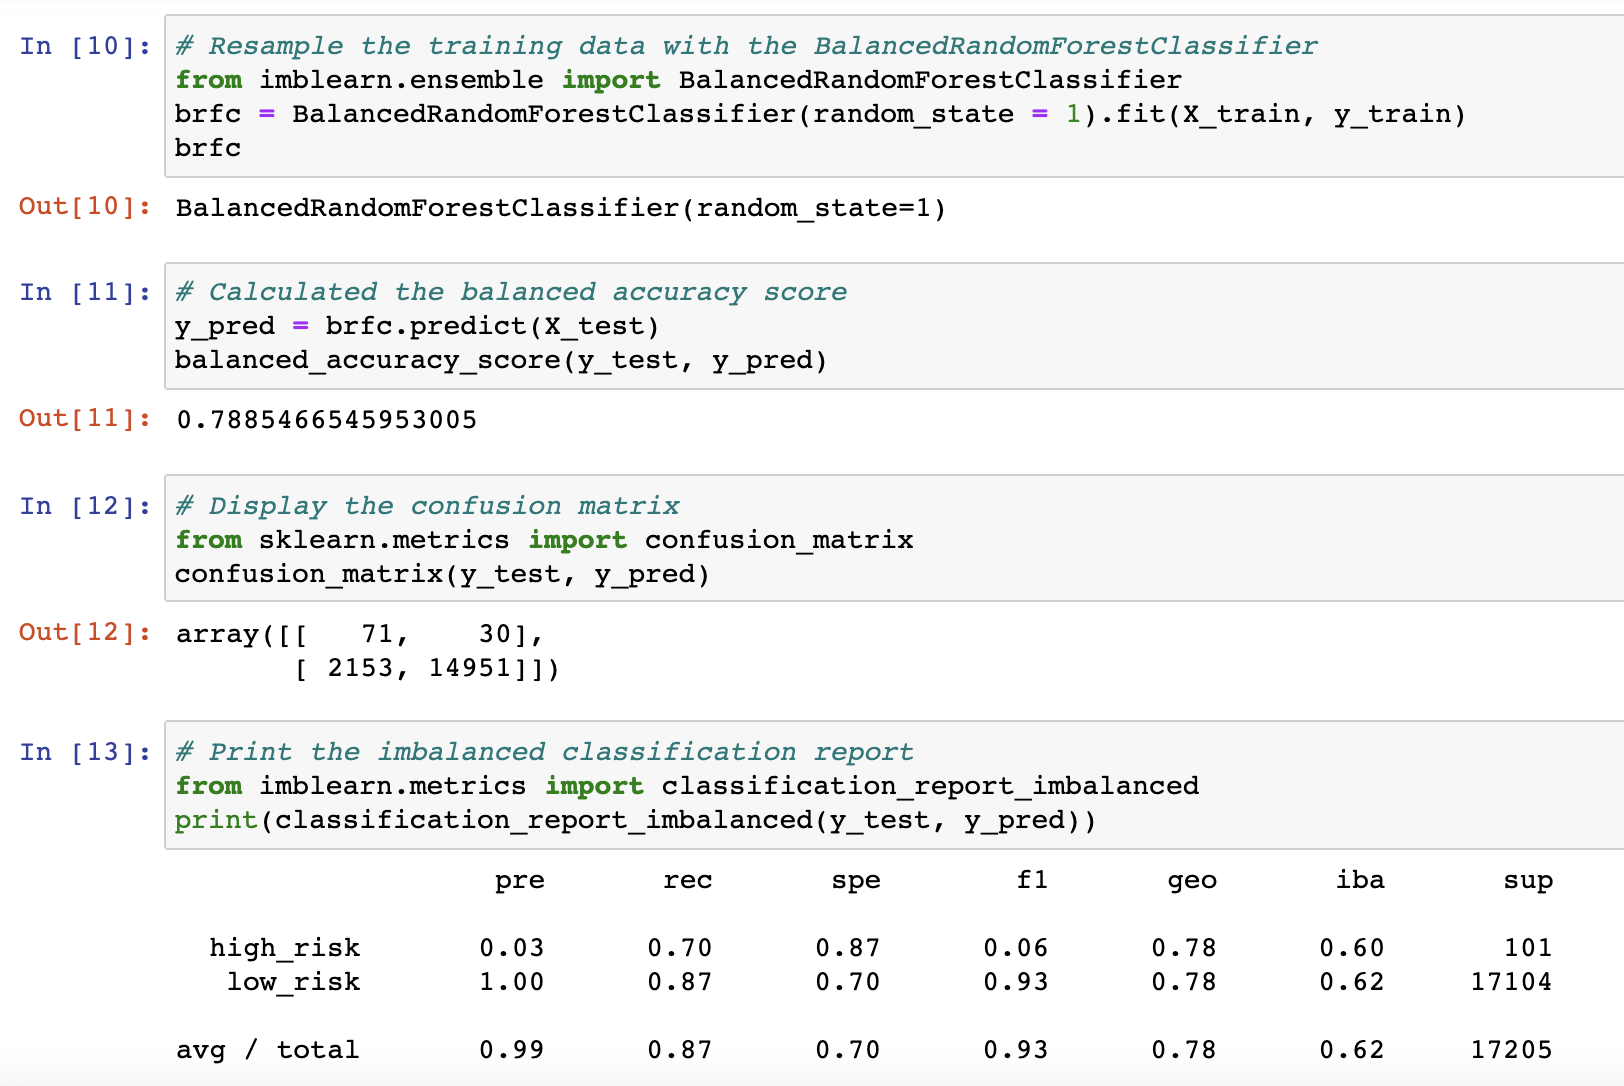 In [10]: # Resample the training data with the BalancedRandomForestClassifier
from imblearn.ensemble import BalancedRandomForestClassifier
brfc = BalancedRandomForestClassifier(random_state = 1).fit(X_train, y_train)
brfc
Out[10]: BalancedRandomForestClassifier(random_state=1)
In [11]: # Calculated the balanced accuracy score
y_pred = brfc.predict(X_test)
balanced_accuracy_score(y_test, y_pred)
Out[11]: 0.7885466545953005
In [12]: # Display the confusion matrix
from sklearn.metrics import confusion_matrix
confusion_matrix(y_test, y_pred)
Out[12]: array([[   71,    30],
       [ 2153, 14951]])
In [13]: # Print the imbalanced classification report
from imblearn.metrics import classification_report_imbalanced
print(classification_report_imbalanced(y_test, y_pred))
pre rec spe f1 geo iba sup
high_risk 0.03 0.70 0.87 0.06 0.78 0.60 101
low_risk 1.00 0.87 0.70 0.93 0.78 0.62 17104
avg / total 0.99 0.87 0.70 0.93 0.78 0.62 17205